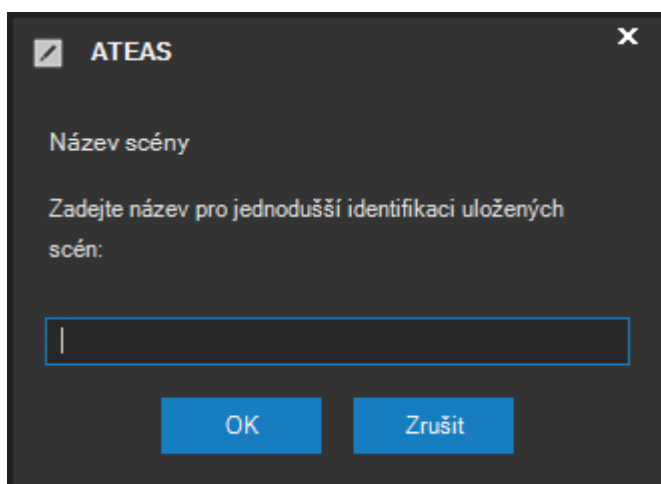 ATEAS
Název scény
Zadejte název pro jednodušší identifikaci uložených
scén:
OK
Zrušit